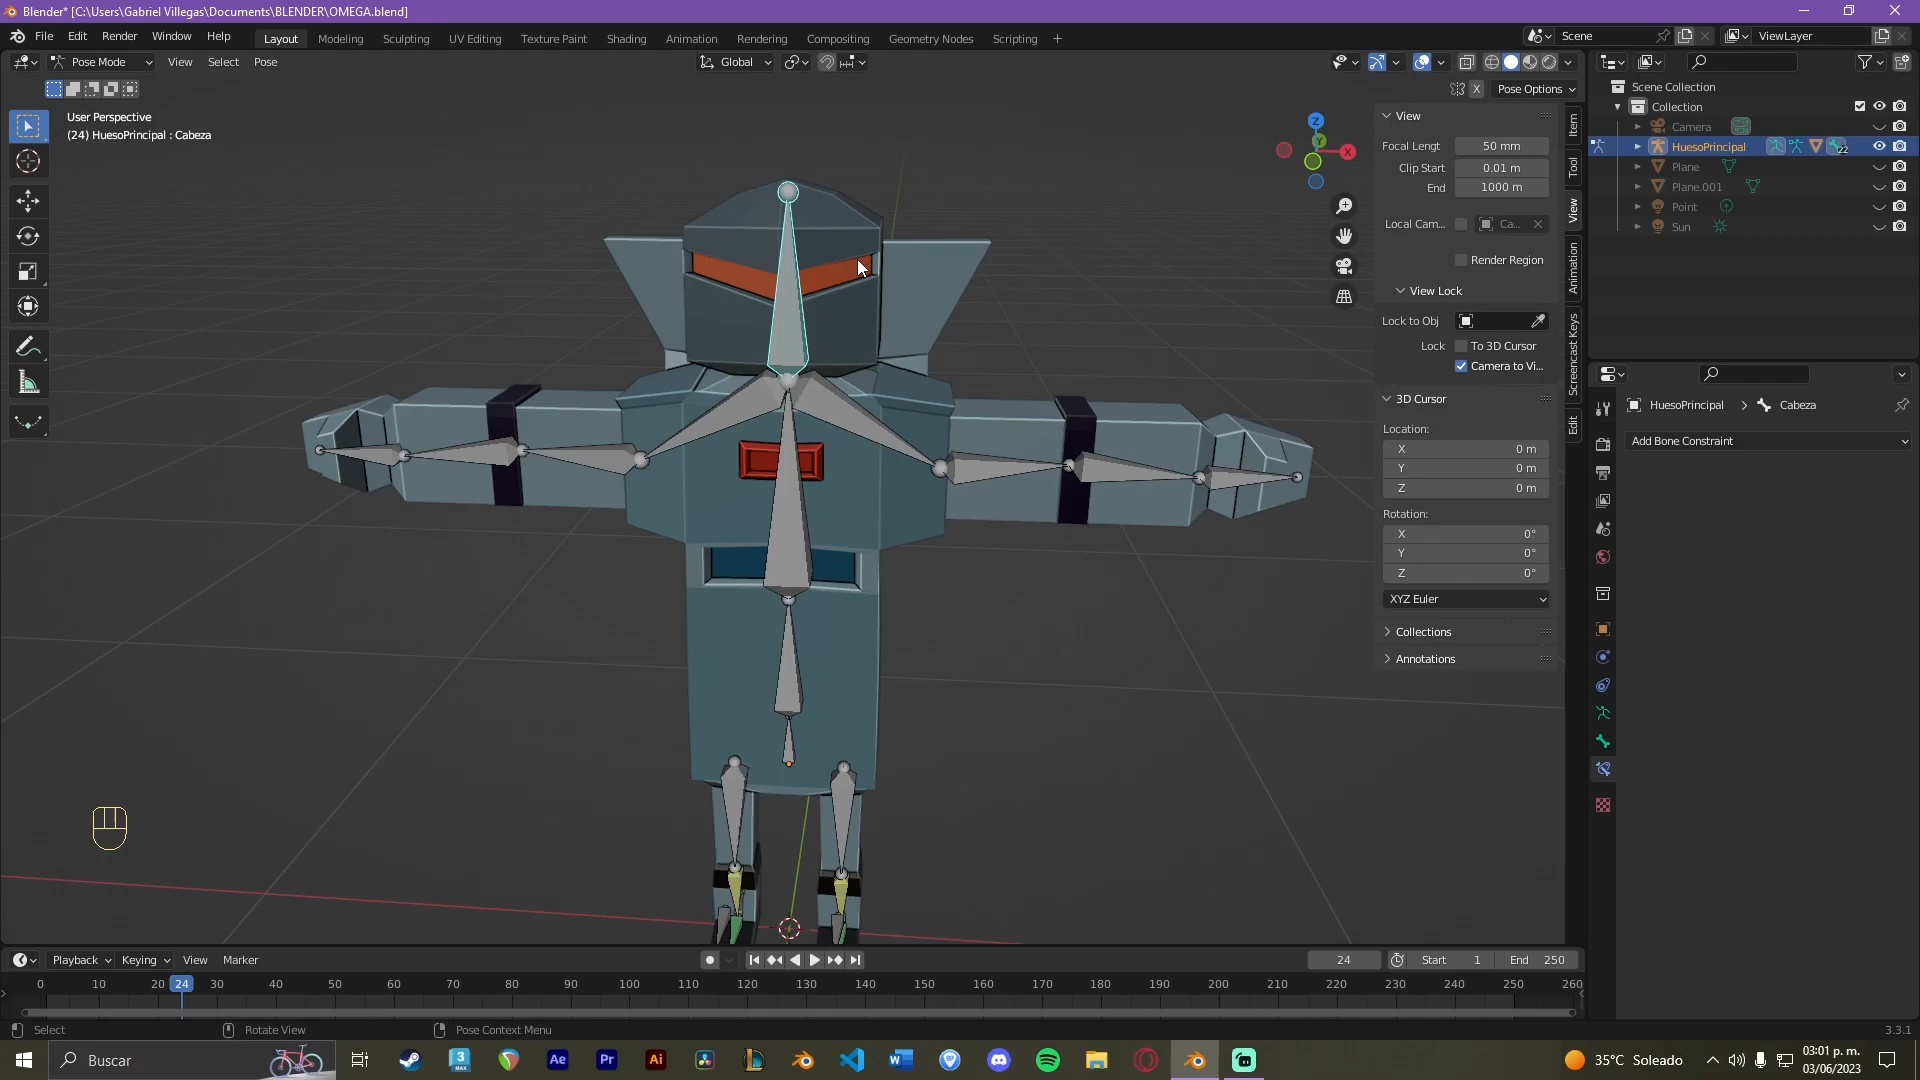 Blender* [C:\Users\Gabriel Villegas\Documents\BLENDER\OMEGA.blend]
File Edit Render Window Help Layout Modeling Sculpting UV Editing Texture Paint Shading Animation Rendering Compositing Geometry Nodes Scripting + Scene ViewLayer
Pose Mode View Select Pose Global
X Pose Options
User Perspective
(24) HuesoPrincipal : Cabeza
Z
X
View
Focal Lengt 50 mm
Clip Start 0.01 m
End 1000 m
Local Cam... Ca...
Render Region
View Lock
Lock to Obj
Lock To 3D Cursor
Camera to Vi...
3D Cursor
Location:
X 0 m
Y 0 m
Z 0 m
Rotation:
X 0°
Y 0°
Z 0°
XYZ Euler
Collections
Annotations
Item
Tool
View
Animation
Screencast Keys
Edit
Scene Collection
Collection
Camera
HuesoPrincipal 22
Plane
Plane.001
Point
Sun
HuesoPrincipal > Cabeza
Add Bone Constraint
Playback Keying View Marker 24 Start 1 End 250
0 10 20 24 30 40 50 60 70 80 90 100 110 120 130 140 150 160 170 180 190 200 210 220 230 240 250 260
Select Rotate View Pose Context Menu 3.3.1
Buscar 3 MAX Ae Pr Ai 35°C Soleado 03:01 p. m.
03/06/2023